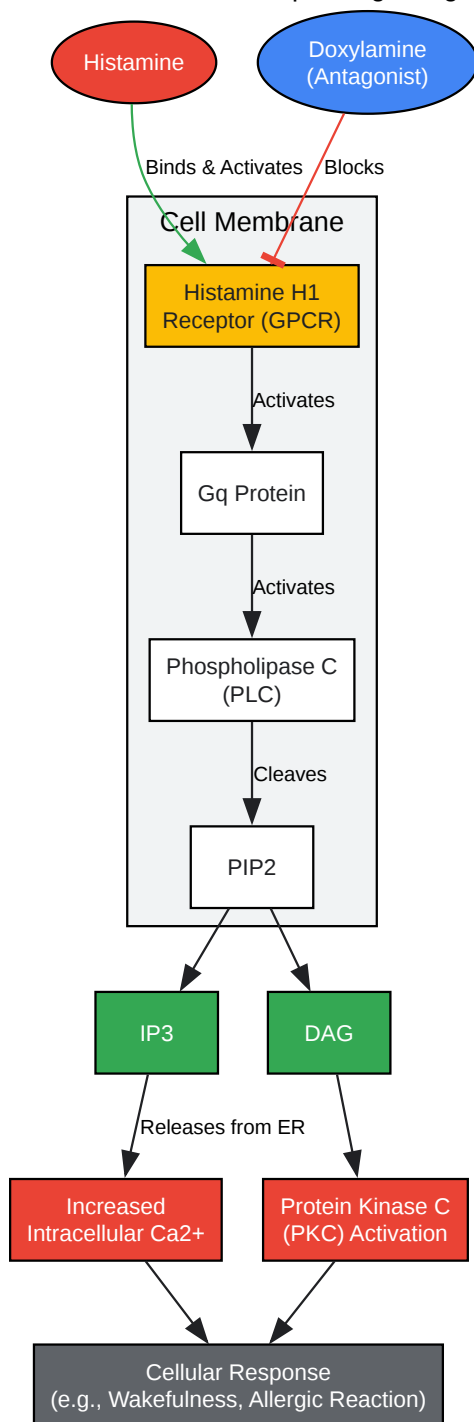 Histamine
Doxylamine
(Antagonist)
Binds & Activates
Blocks
Cell Membrane
Histamine H1
Receptor (GPCR)
Activates
Gq Protein
Activates
Phospholipase C
(PLC)
Cleaves
PIP2
IP3
DAG
Releases from ER
Increased
Intracellular Ca2+
Protein Kinase C
(PKC) Activation
Cellular Response
(e.g., Wakefulness, Allergic Reaction)